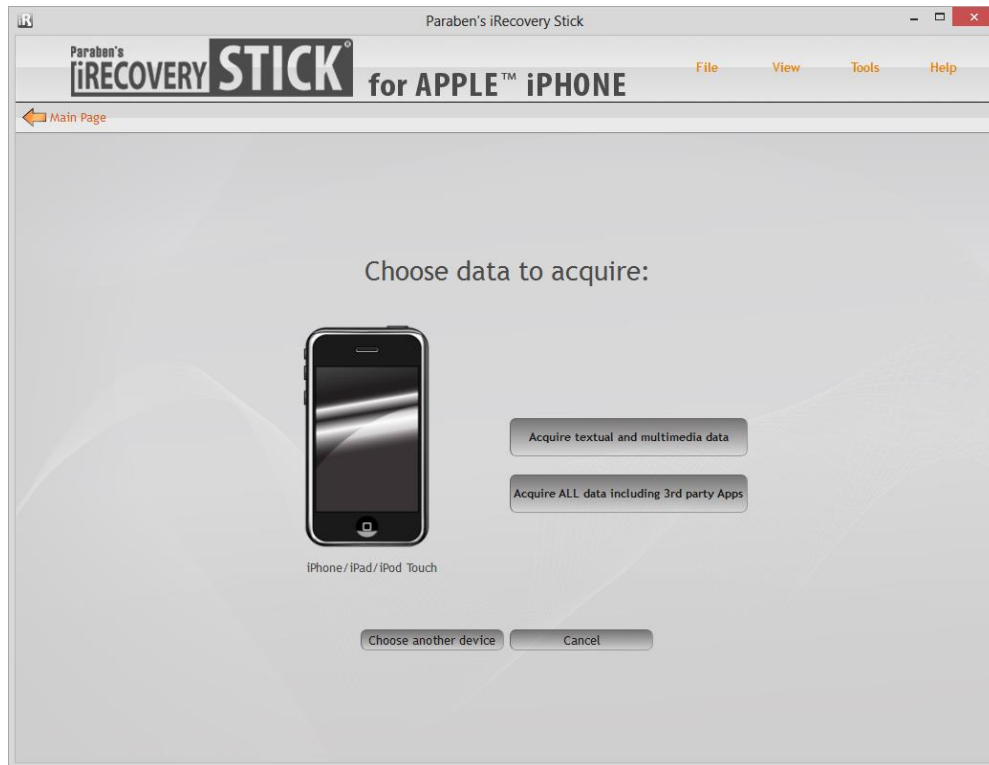 iR
Paraben's iRecovery Stick
Paraben's
iRECOVERY STICK® for APPLE™ iPHONE
File View Tools Help
Main Page
Choose data to acquire:
Acquire textual and multimedia data
Acquire ALL data including 3rd party Apps
iPhone/iPad/iPod Touch
Choose another device Cancel